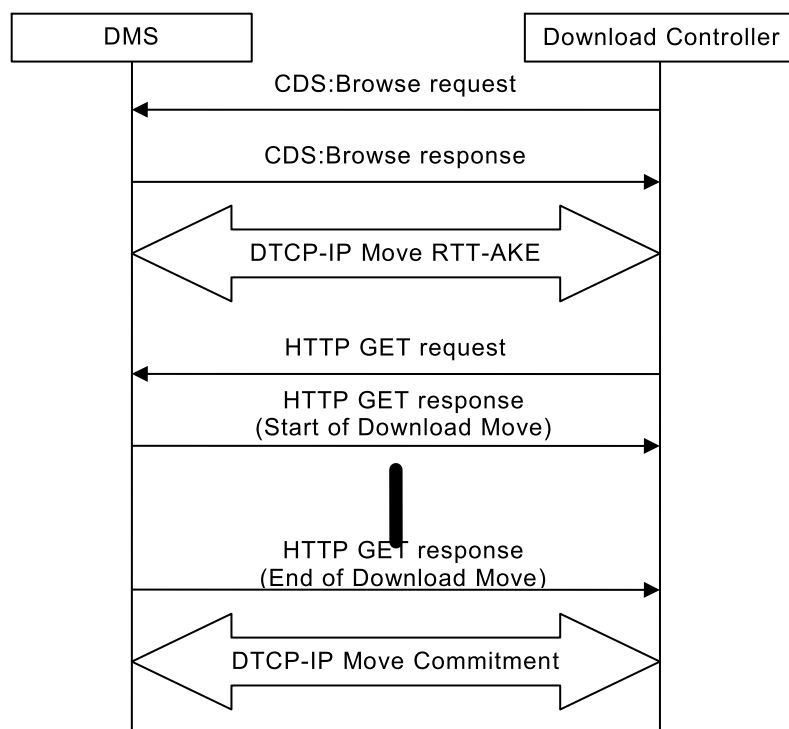 DMS
Download Controller
CDS:Browse request
CDS:Browse response
DTCP-IP Move RTT-AKE
HTTP GET request
HTTP GET response
(Start of Download Move)
HTTP GET response
(End of Download Move)
DTCP-IP Move Commitment